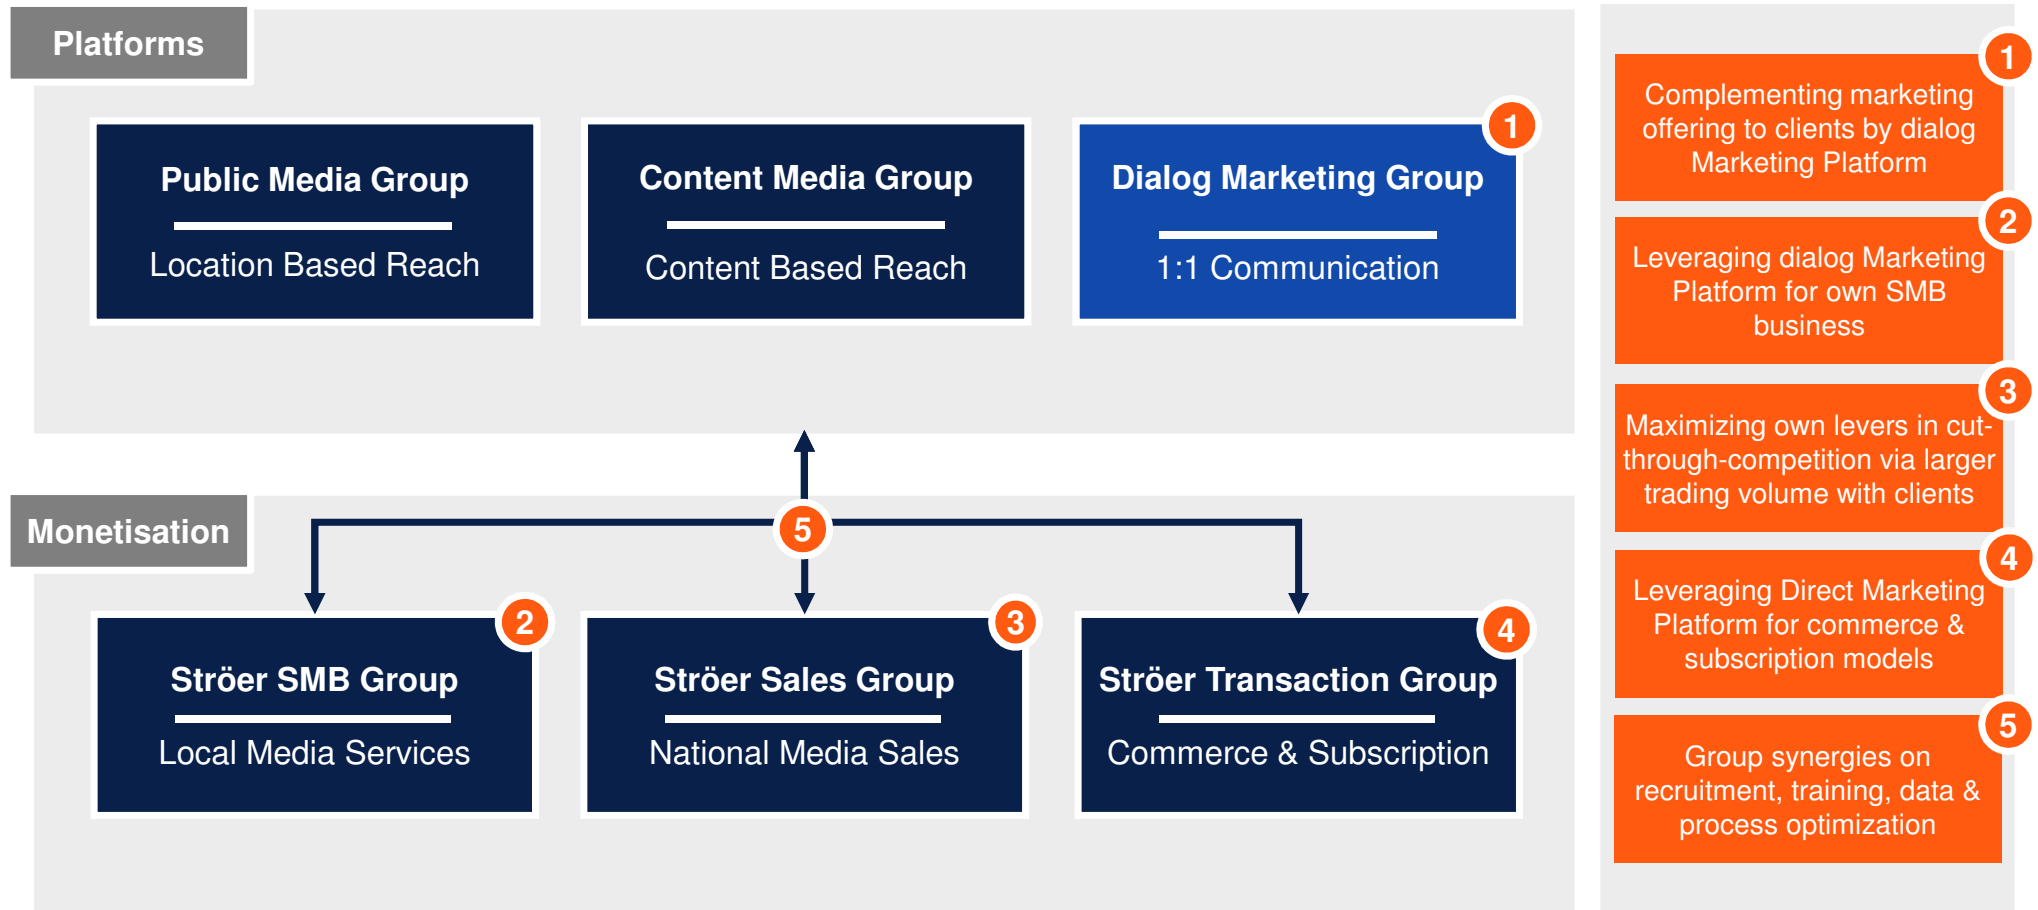 Platforms
Public Media Group
Location Based Reach
Content Media Group
Content Based Reach
1
Dialog Marketing Group
1:1 Communication
Monetisation
5
2
Ströer SMB Group
Local Media Services
3
Ströer Sales Group
National Media Sales
4
Ströer Transaction Group
Commerce & Subscription
1
Complementing marketing
offering to clients by dialog
Marketing Platform
2
Leveraging dialog Marketing
Platform for own SMB
business
3
Maximizing own levers in cut-
through-competition via larger
trading volume with clients
4
Leveraging Direct Marketing
Platform for commerce &
subscription models
5
Group synergies on
recruitment, training, data &
process optimization